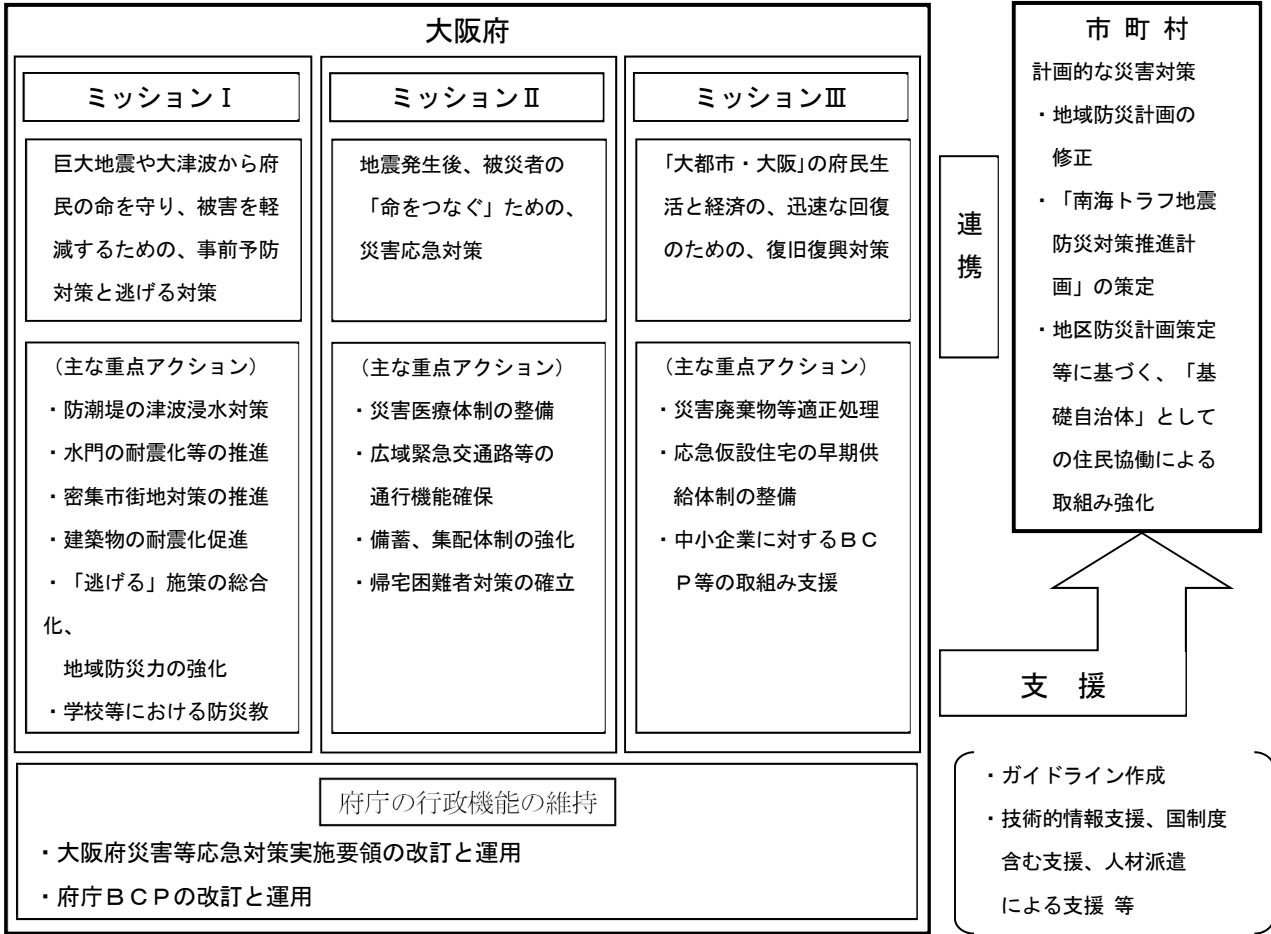 大阪府
ミッションⅠ
巨大地震や大津波から府
民の命を守り、被害を軽
減するための、事前予防
対策と逃げる対策
（主な重点アクション）
・防潮堤の津波浸水対策
・水門の耐震化等の推進
・密集市街地対策の推進
・建築物の耐震化促進
・「逃げる」施策の総合
化、
地域防災力の強化
・学校等における防災教
ミッションⅡ
地震発生後、被災者の
「命をつなぐ」ための、
災害応急対策
（主な重点アクション）
・災害医療体制の整備
・広域緊急交通路等の
通行機能確保
・備蓄、集配体制の強化
・帰宅困難者対策の確立
ミッションⅢ
「大都市・大阪」の府民生
活と経済の、迅速な回復
のための、復旧復興対策
（主な重点アクション）
・災害廃棄物等適正処理
・応急仮設住宅の早期供
給体制の整備
・中小企業に対するＢＣ
Ｐ等の取組み支援
府庁の行政機能の維持
・大阪府災害等応急対策実施要領の改訂と運用
・府庁ＢＣＰの改訂と運用
連
携
市 町 村
計画的な災害対策
・地域防災計画の
修正
・「南海トラフ地震
防災対策推進計
画」の策定
・地区防災計画策定
等に基づく、「基
礎自治体」として
の住民協働による
取組み強化
支　援
・ガイドライン作成
・技術的情報支援、国制度
含む支援、人材派遣
による支援 等